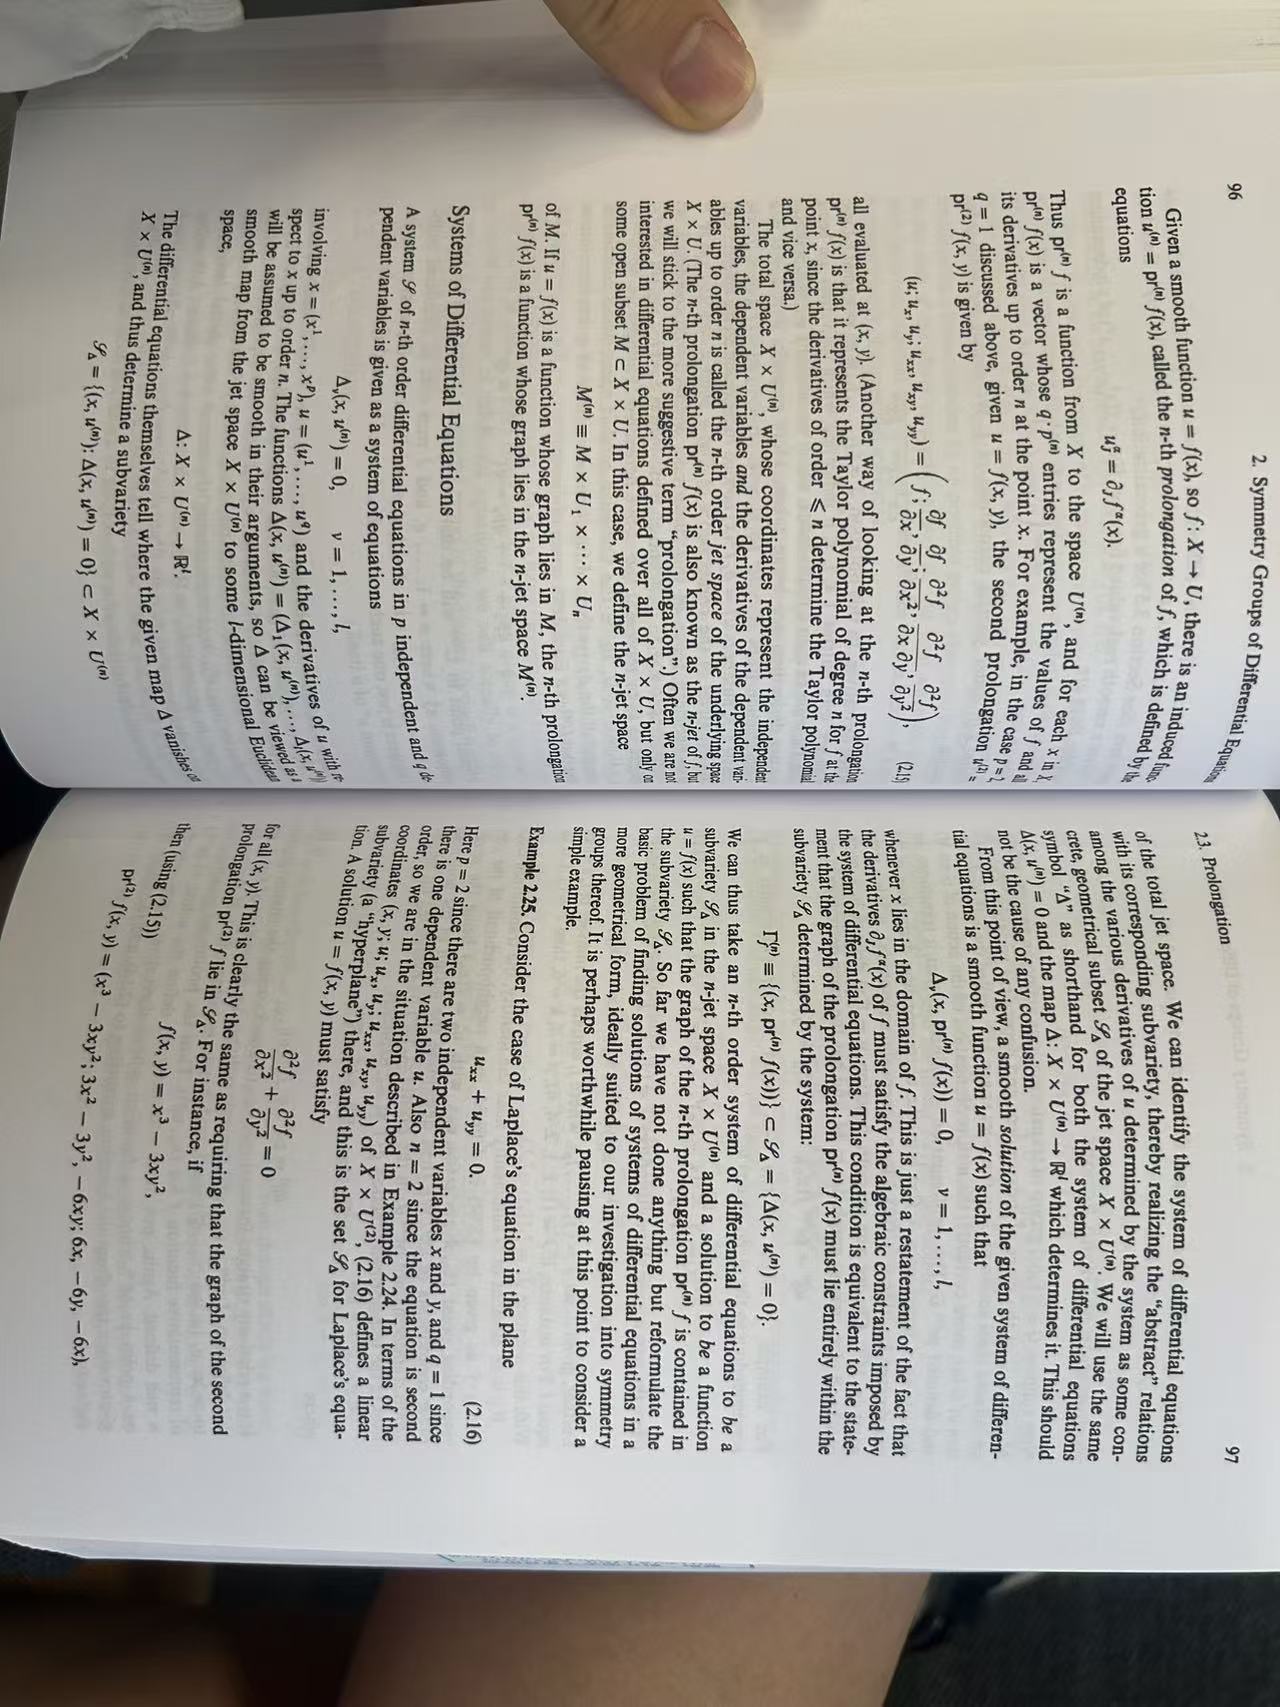 96
2. Symmetry Groups of Differential Equations
Given a smooth function u = f(x), so f: X → U, there is an induced func-
tion u⁽ⁿ⁾ = pr⁽ⁿ⁾ f(x), called the n-th prolongation of f, which is defined by the
equations
u_J^α = ∂_J f^α(x).
Thus pr⁽ⁿ⁾ f is a function from X to the space U⁽ⁿ⁾, and for each x in X,
pr⁽ⁿ⁾ f(x) is a vector whose q · p⁽ⁿ⁾ entries represent the values of f and all
its derivatives up to order n at the point x. For example, in the case p = 2,
q = 1 discussed above, given u = f(x, y), the second prolongation u⁽²⁾ =
pr⁽²⁾ f(x, y) is given by
(u; u_x, u_y; u_xx, u_xy, u_yy) = (f; ∂f/∂x, ∂f/∂y; ∂²f/∂x², ∂²f/∂x ∂y, ∂²f/∂y²), (2.15)
all evaluated at (x, y). (Another way of looking at the n-th prolongation
pr⁽ⁿ⁾ f(x) is that it represents the Taylor polynomial of degree n for f at the
point x, since the derivatives of order ⩽ n determine the Taylor polynomial
and vice versa.)
The total space X × U⁽ⁿ⁾, whose coordinates represent the independent
variables, the dependent variables and the derivatives of the dependent vari-
ables up to order n is called the n-th order jet space of the underlying space
X × U. (The n-th prolongation pr⁽ⁿ⁾ f(x) is also known as the n-jet of f, but
we will stick to the more suggestive term “prolongation”.) Often we are not
interested in differential equations defined over all of X × U, but only on
some open subset M ⊂ X × U. In this case, we define the n-jet space
M⁽ⁿ⁾ ≡ M × U₁ × ··· × Uₙ
of M. If u = f(x) is a function whose graph lies in M, the n-th prolongation
pr⁽ⁿ⁾ f(x) is a function whose graph lies in the n-jet space M⁽ⁿ⁾.
Systems of Differential Equations
A system 𝒮 of n-th order differential equations in p independent and q de-
pendent variables is given as a system of equations
Δ_ν(x, u⁽ⁿ⁾) = 0, ν = 1, ..., l,
involving x = (x¹, ..., xᵖ), u = (u¹, ..., u^q) and the derivatives of u with re-
spect to x up to order n. The functions Δ(x, u⁽ⁿ⁾) = (Δ₁(x, u⁽ⁿ⁾), ..., Δ_l(x, u⁽ⁿ⁾))
will be assumed to be smooth in their arguments, so Δ can be viewed as a
smooth map from the jet space X × U⁽ⁿ⁾ to some l-dimensional Euclidean
space,
Δ: X × U⁽ⁿ⁾ → ℝˡ.
The differential equations themselves tell where the given map Δ vanishes on
X × U⁽ⁿ⁾, and thus determine a subvariety
𝒮_Δ = {(x, u⁽ⁿ⁾): Δ(x, u⁽ⁿ⁾) = 0} ⊂ X × U⁽ⁿ⁾
2.3. Prolongation
97
of the total jet space. We can identify the system of differential equations
with its corresponding subvariety, thereby realizing the “abstract” relations
among the various derivatives of u determined by the system as some con-
crete, geometrical subset 𝒮_Δ of the jet space X × U⁽ⁿ⁾. We will use the same
symbol “Δ” as shorthand for both the system of differential equations
Δ(x, u⁽ⁿ⁾) = 0 and the map Δ: X × U⁽ⁿ⁾ → ℝˡ which determines it. This should
not be the cause of any confusion.
From this point of view, a smooth solution of the given system of differen-
tial equations is a smooth function u = f(x) such that
Δ_ν(x, pr⁽ⁿ⁾ f(x)) = 0, ν = 1, ..., l,
whenever x lies in the domain of f. This is just a restatement of the fact that
the derivatives ∂_J f^α(x) of f must satisfy the algebraic constraints imposed by
the system of differential equations. This condition is equivalent to the state-
ment that the graph of the prolongation pr⁽ⁿ⁾ f(x) must lie entirely within the
subvariety 𝒮_Δ determined by the system:
Γ_f⁽ⁿ⁾ ≡ {(x, pr⁽ⁿ⁾ f(x))} ⊂ 𝒮_Δ = {Δ(x, u⁽ⁿ⁾) = 0}.
We can thus take an n-th order system of differential equations to be a
subvariety 𝒮_Δ in the n-jet space X × U⁽ⁿ⁾ and a solution to be a function
u = f(x) such that the graph of the n-th prolongation pr⁽ⁿ⁾ f is contained in
the subvariety 𝒮_Δ. So far we have not done anything but reformulate the
basic problem of finding solutions of systems of differential equations in a
more geometrical form, ideally suited to our investigation into symmetry
groups thereof. It is perhaps worthwhile pausing at this point to consider a
simple example.
Example 2.25. Consider the case of Laplace’s equation in the plane
u_xx + u_yy = 0. (2.16)
Here p = 2 since there are two independent variables x and y, and q = 1 since
there is one dependent variable u. Also n = 2 since the equation is second
order, so we are in the situation described in Example 2.24. In terms of the
coordinates (x, y; u; u_x, u_y; u_xx, u_xy, u_yy) of X × U⁽²⁾, (2.16) defines a linear
subvariety (a “hyperplane”) there, and this is the set 𝒮_Δ for Laplace’s equa-
tion. A solution u = f(x, y) must satisfy
∂²f/∂x² + ∂²f/∂y² = 0
for all (x, y). This is clearly the same as requiring that the graph of the second
prolongation pr⁽²⁾ f lie in 𝒮_Δ. For instance, if
f(x, y) = x³ − 3xy²,
then (using (2.15))
pr⁽²⁾ f(x, y) = (x³ − 3xy²; 3x² − 3y², −6xy; 6x, −6y, −6x),